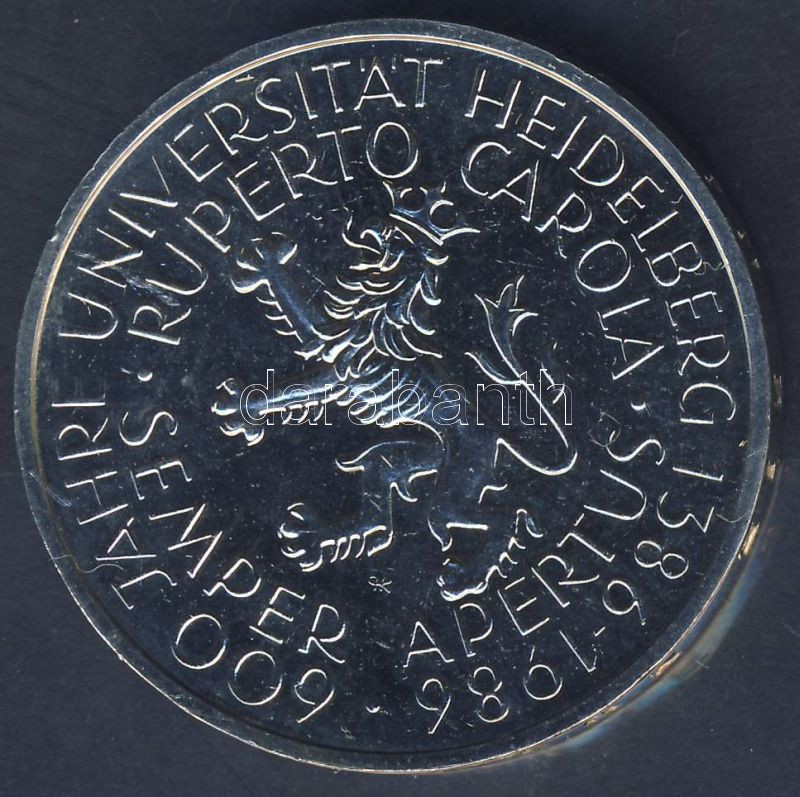 600 JAHRE UNIVERSITÄT HEIDELBERG 1386-1986 ·
SEMPER APERTUS · RUPERTO CAROLA ·
darabanth